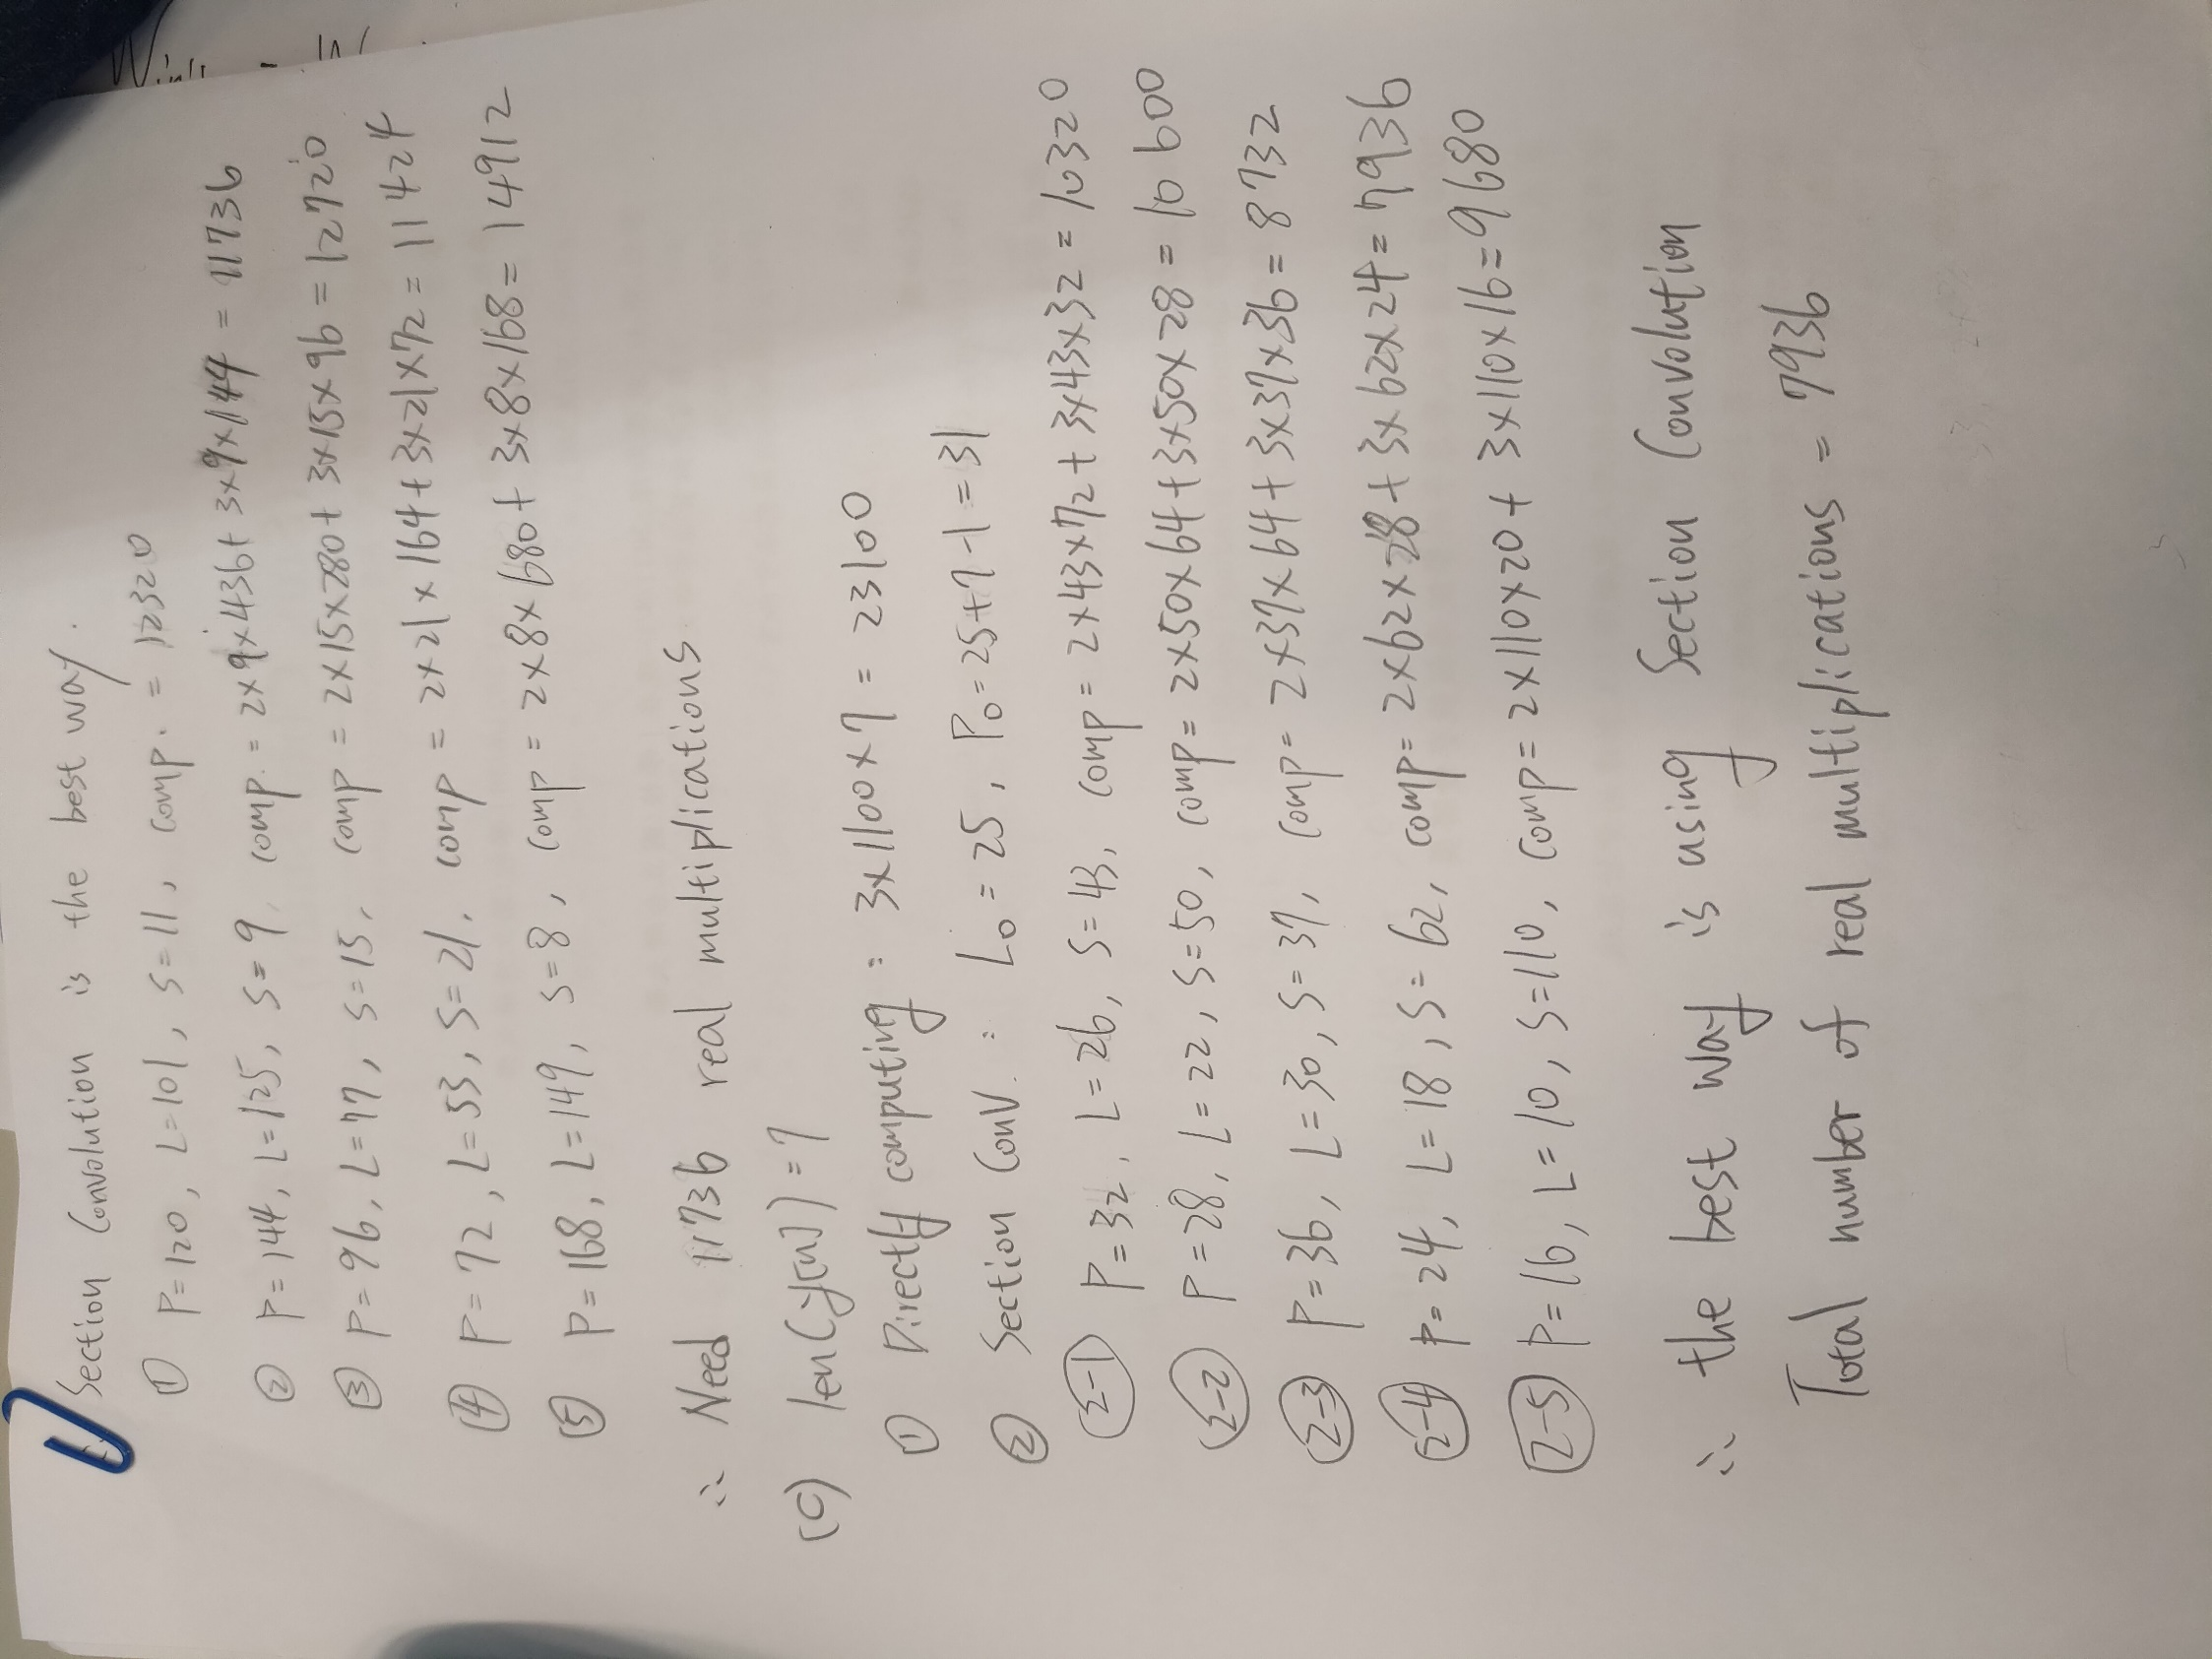 Section Convolution is the best way.
① P=120, L=101, S=11, comp. = 12320
② P=144, L=125, S=9, comp. = 2×9×436+3×9×144 = 11736
③ P=96, L=77, S=15, comp = 2×15×280+3×15×96=12720
④ P=72, L=53, S=21, comp = 2×21×164+3×21×72=11424
⑤ P=168, L=149, S=8, comp = 2×8×680+3×8×168=14912
∴ Need 11736 real multiplications
(c) len(y[n])=7
① Directly computing: 3×1100×7 = 23100
② Section Conv.: L₀=25, P₀=25+7-1=31
2-1 P=32, L=26, S=43, comp = 2×43×72+3×43×32=10320
2-2 P=28, L=22, S=50, comp= 2×50×64+3×50×28=10600
2-3 P=36, L=30, S=37, comp= 2×37×64+3×37×36=8732
2-4 P=24, L=18, S=62, comp= 2×62×28+3×62×24=7936
2-5 P=16, L=10, S=110, comp=2×110×20+3×110×16=9680
∴ the best way is using Section Convolution
Total number of real multiplications = 7936